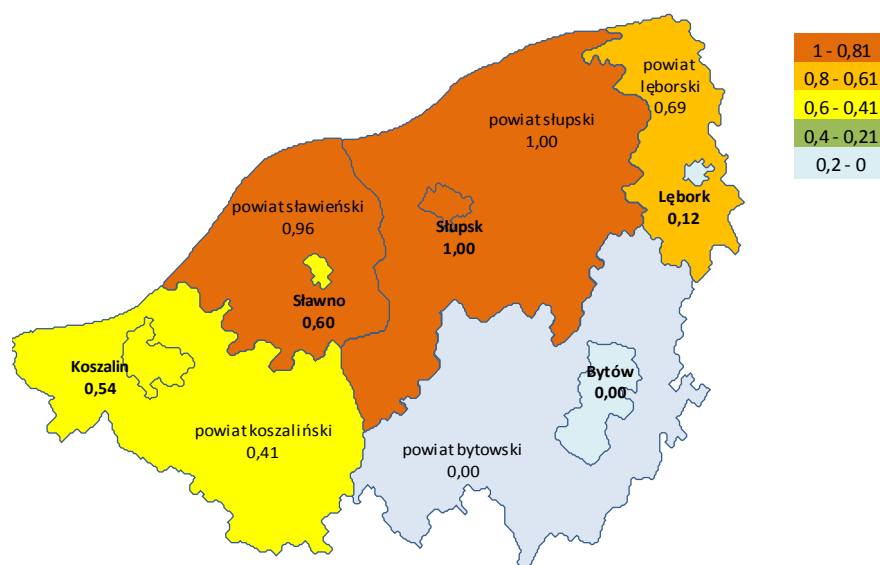 powiat
lęborski
0,69
powiat słupski
1,00
powiat sławieński
0,96
Lębork
0,12
Słupsk
1,00
Sławno
0,60
Koszalin
0,54
Bytów
0,00
powiat koszaliński
0,41
powiat bytowski
0,00
1 - 0,81
0,8 - 0,61
0,6 - 0,41
0,4 - 0,21
0,2 - 0